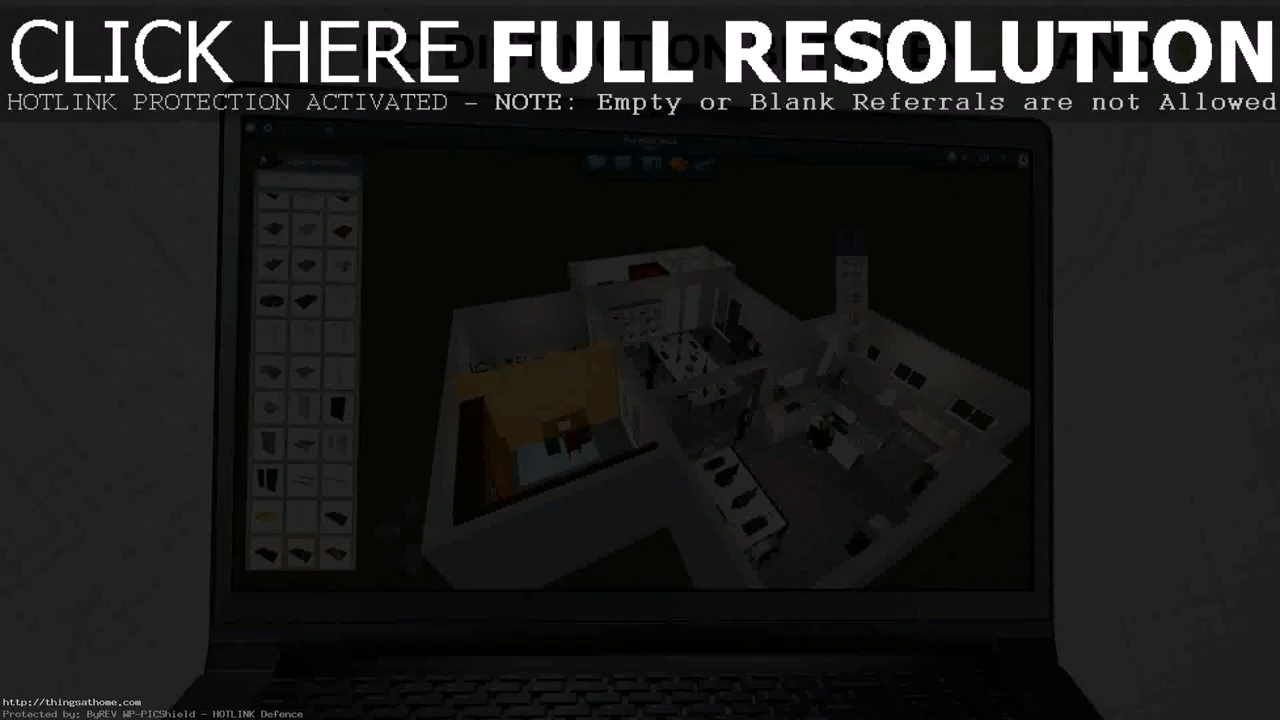 CLICK HERE FULL RESOLUTION
HOTLINK PROTECTION ACTIVATED – NOTE: Empty or Blank Referrals are not Allowed
http://thingsathome.com
Protected by: ByREV WP-PICShield – HOTLINK Defence